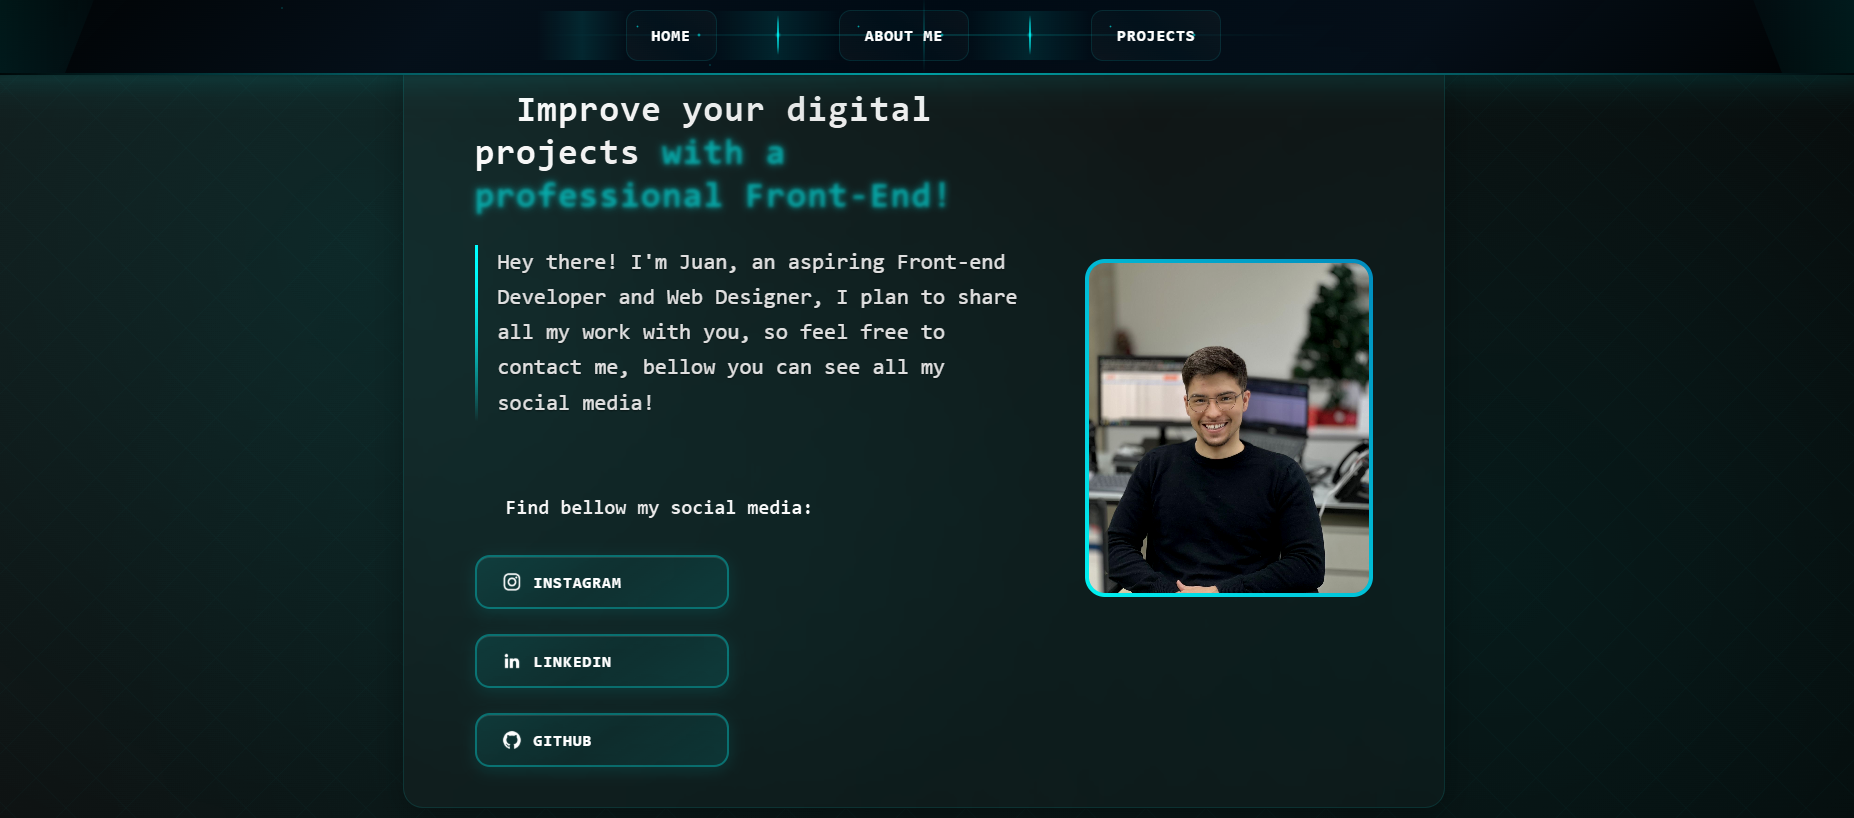 HOME ABOUT ME PROJECTS
Improve your digital
projects with a
professional Front-End!
Hey there! I'm Juan, an aspiring Front-end
Developer and Web Designer, I plan to share
all my work with you, so feel free to
contact me, bellow you can see all my
social media!
Find bellow my social media:
INSTAGRAM
LINKEDIN
GITHUB